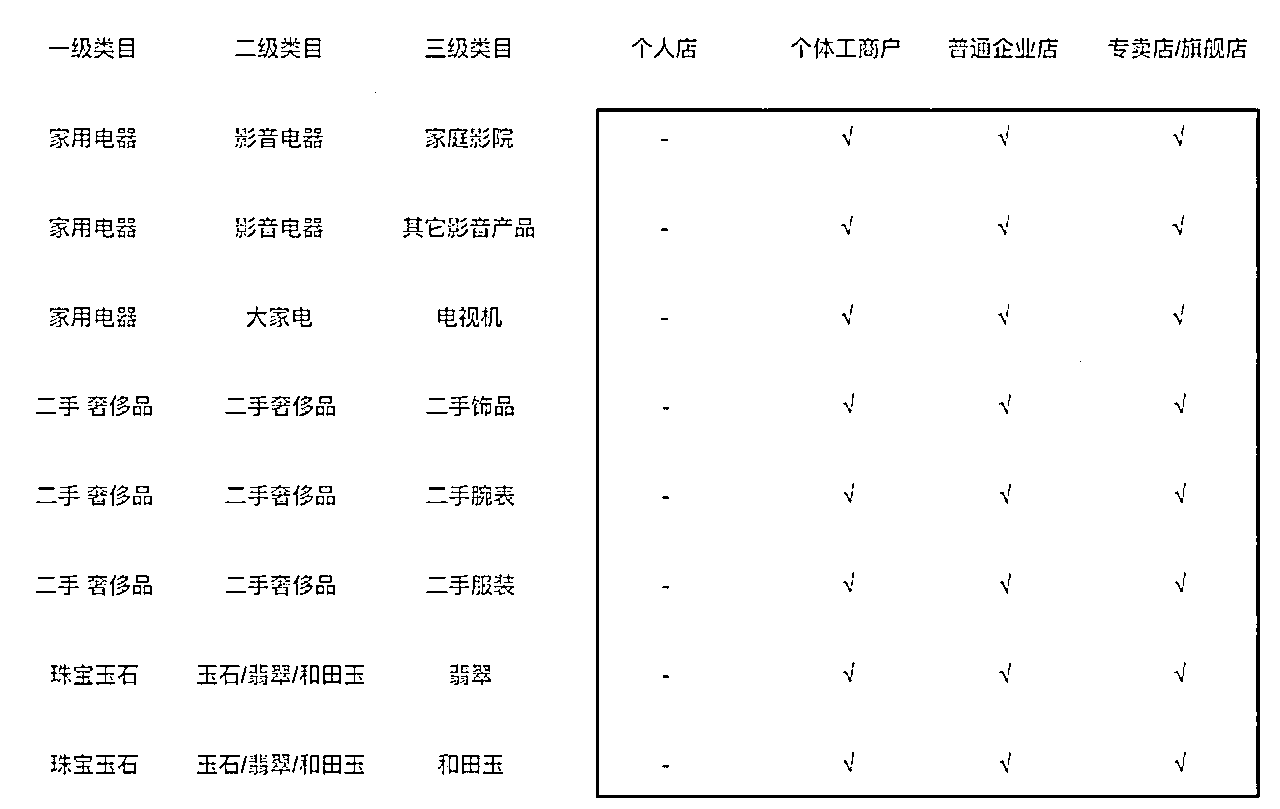 一级类目 二级类目 三级类目 个人店 个体工商户 普通企业店 专卖店/旗舰店
家用电器 影音电器 家庭影院 - √ √ √
家用电器 影音电器 其它影音产品 - √ √ √
家用电器 大家电 电视机 - √ √ √
二手 奢侈品 二手奢侈品 二手饰品 - √ √ √
二手 奢侈品 二手奢侈品 二手腕表 - √ √ √
二手 奢侈品 二手奢侈品 二手服装 - √ √ √
珠宝玉石 玉石/翡翠/和田玉 翡翠 - √ √ √
珠宝玉石 玉石/翡翠/和田玉 和田玉 - √ √ √